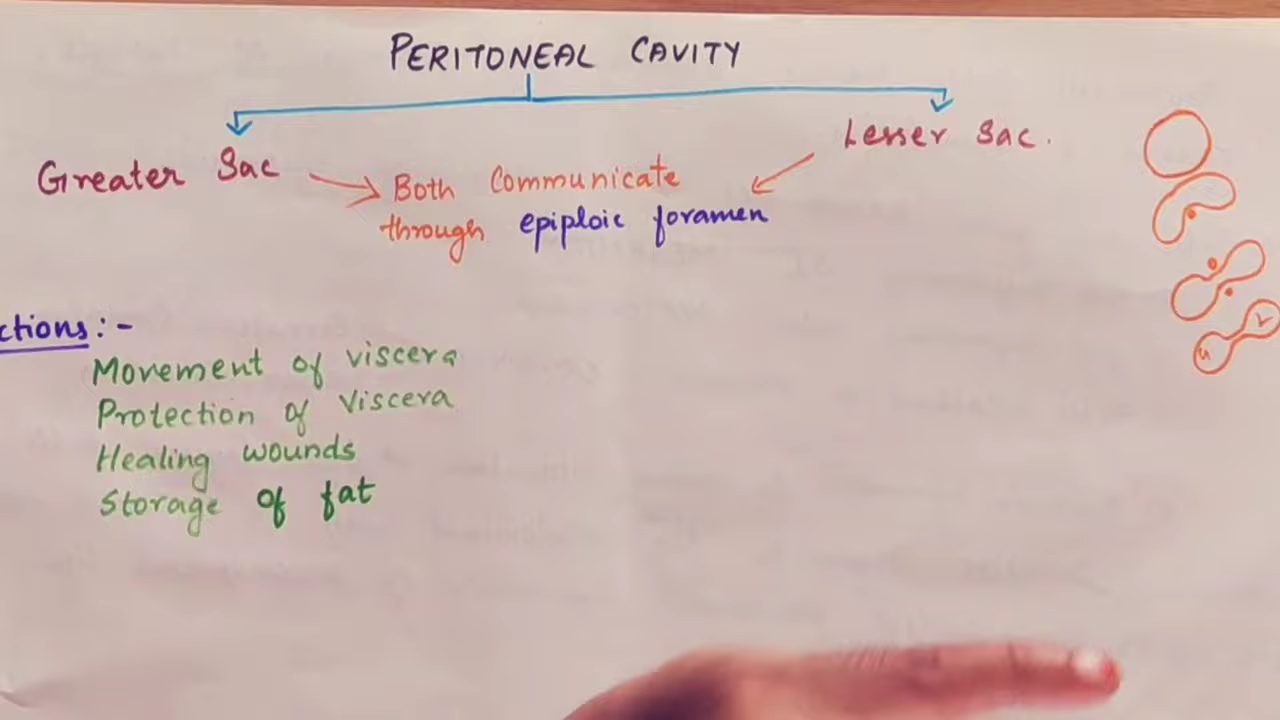 PERITONEAL CAVITY
Greater Sac
Lesser Sac.
Both Communicate
through epiploic foramen
ctions:-
Movement of viscera
Protection of Viscera
Healing wounds
Storage of fat